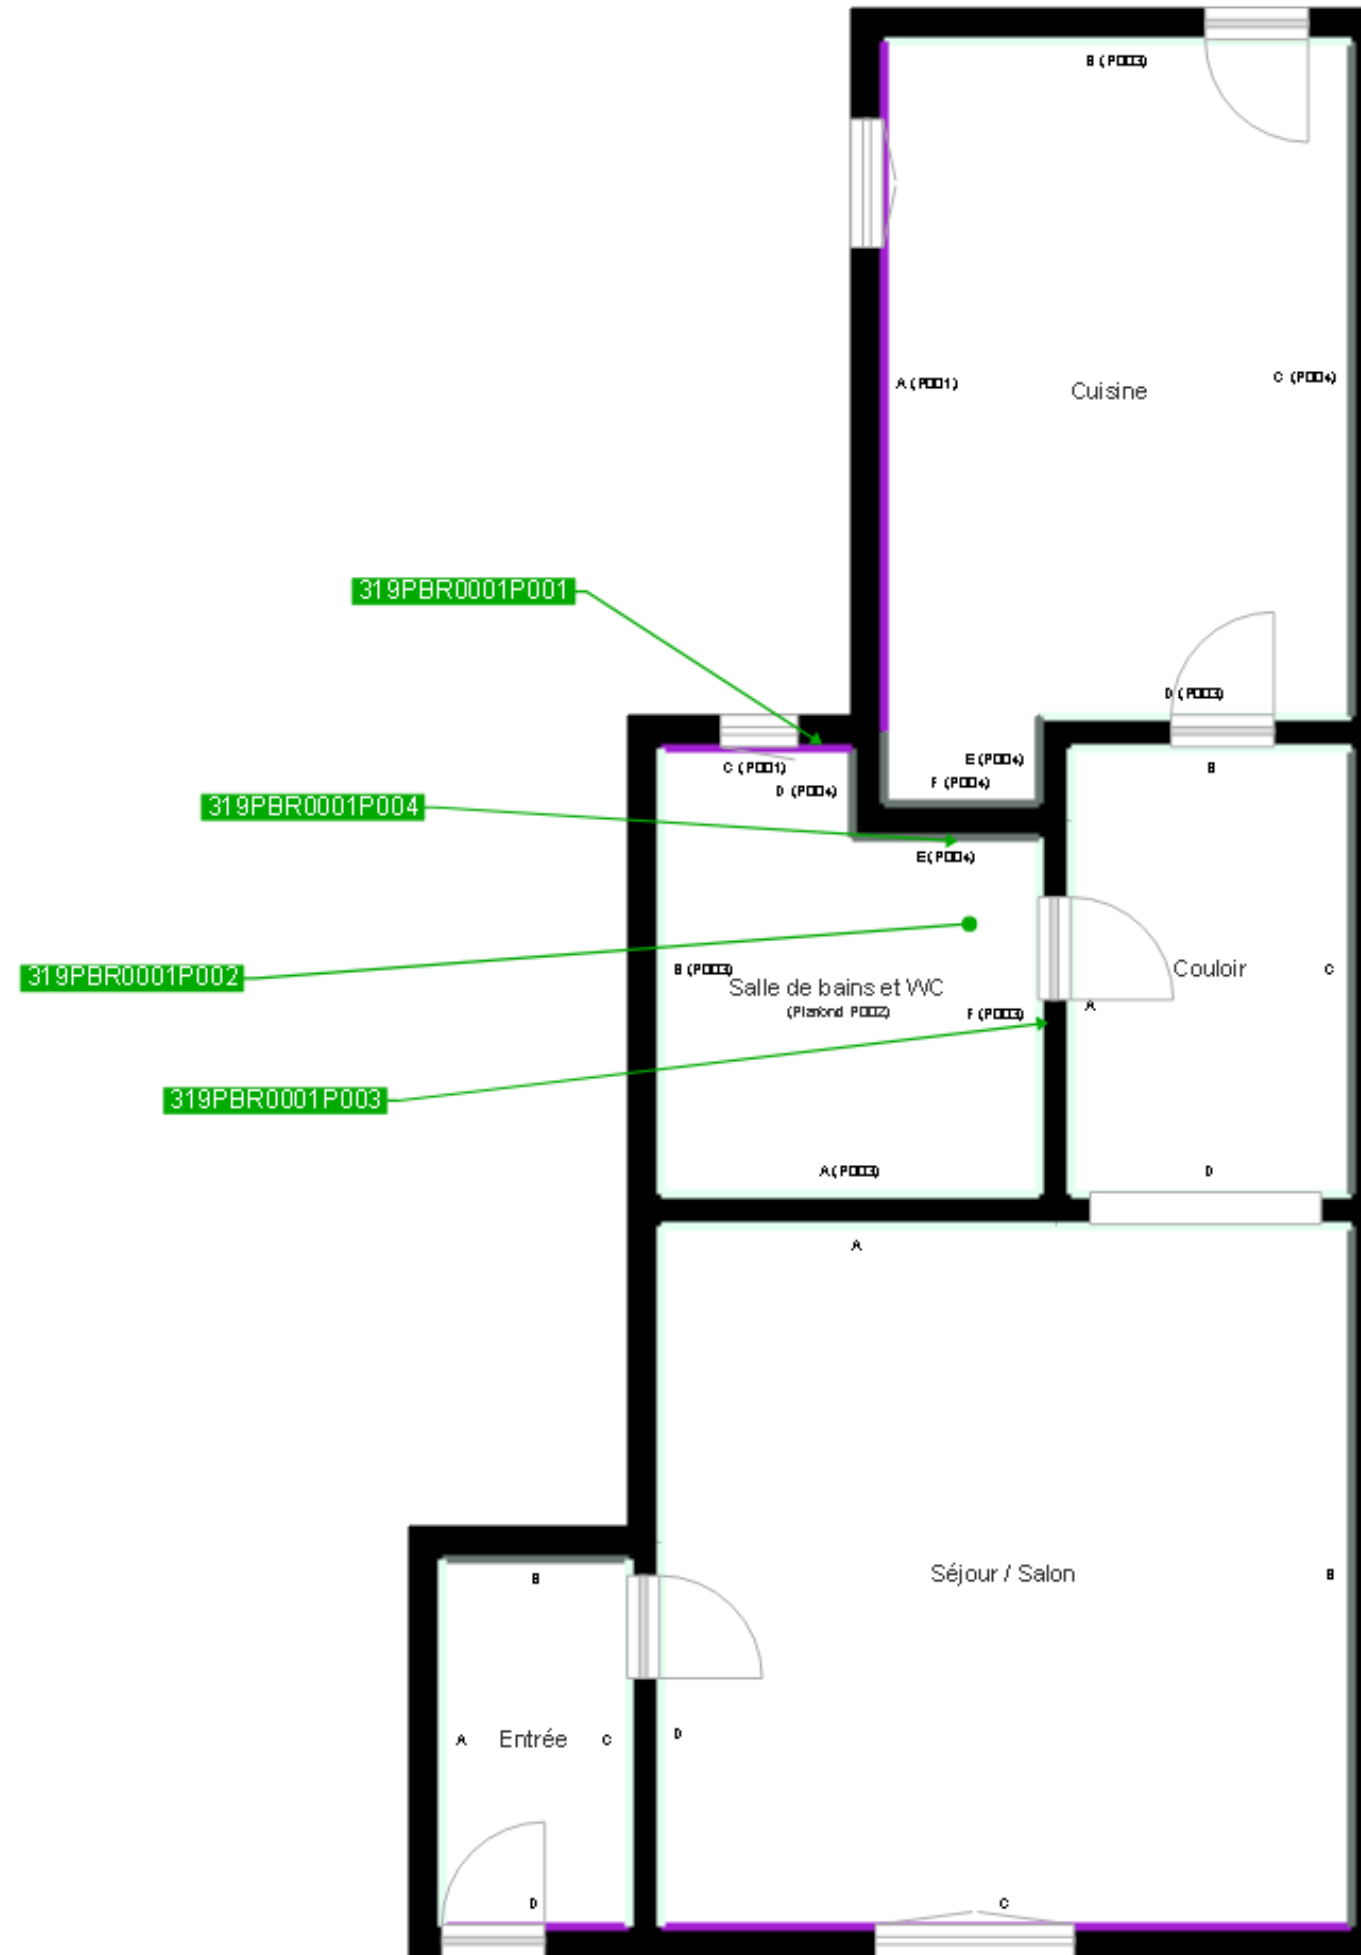 B (P003)
A (P001)
Cuisine
C (P004)
319PBR0001P001
D (P003)
E (P004)
F (P004)
C (P001)
D (P004)
B
319PBR0001P004
E (P004)
319PBR0001P002
B (P003)
Salle de bains et WC
(Plafond P002)
F (P003)
Couloir
C
A
319PBR0001P003
A (P003)
D
A
Séjour / Salon
B
B
A
Entrée
C
D
D
C